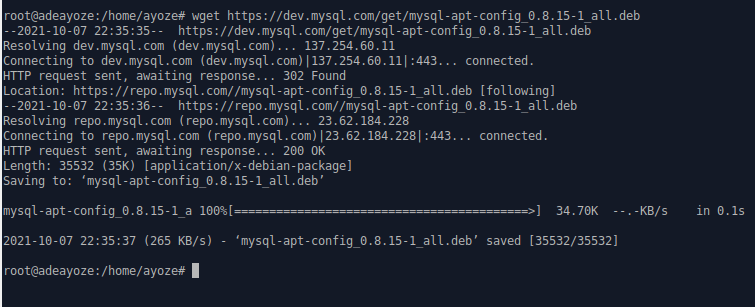 root@adeayoze:/home/ayoze# wget https://dev.mysql.com/get/mysql-apt-config_0.8.15-1_all.deb
--2021-10-07 22:35:35--  https://dev.mysql.com/get/mysql-apt-config_0.8.15-1_all.deb
Resolving dev.mysql.com (dev.mysql.com)... 137.254.60.11
Connecting to dev.mysql.com (dev.mysql.com)|137.254.60.11|:443... connected.
HTTP request sent, awaiting response... 302 Found
Location: https://repo.mysql.com//mysql-apt-config_0.8.15-1_all.deb [following]
--2021-10-07 22:35:36--  https://repo.mysql.com//mysql-apt-config_0.8.15-1_all.deb
Resolving repo.mysql.com (repo.mysql.com)... 23.62.184.228
Connecting to repo.mysql.com (repo.mysql.com)|23.62.184.228|:443... connected.
HTTP request sent, awaiting response... 200 OK
Length: 35532 (35K) [application/x-debian-package]
Saving to: ‘mysql-apt-config_0.8.15-1_all.deb’
mysql-apt-config_0.8.15-1_a 100%[==========================================>]  34.70K  --.-KB/s    in 0.1s
2021-10-07 22:35:37 (265 KB/s) - ‘mysql-apt-config_0.8.15-1_all.deb’ saved [35532/35532]
root@adeayoze:/home/ayoze#